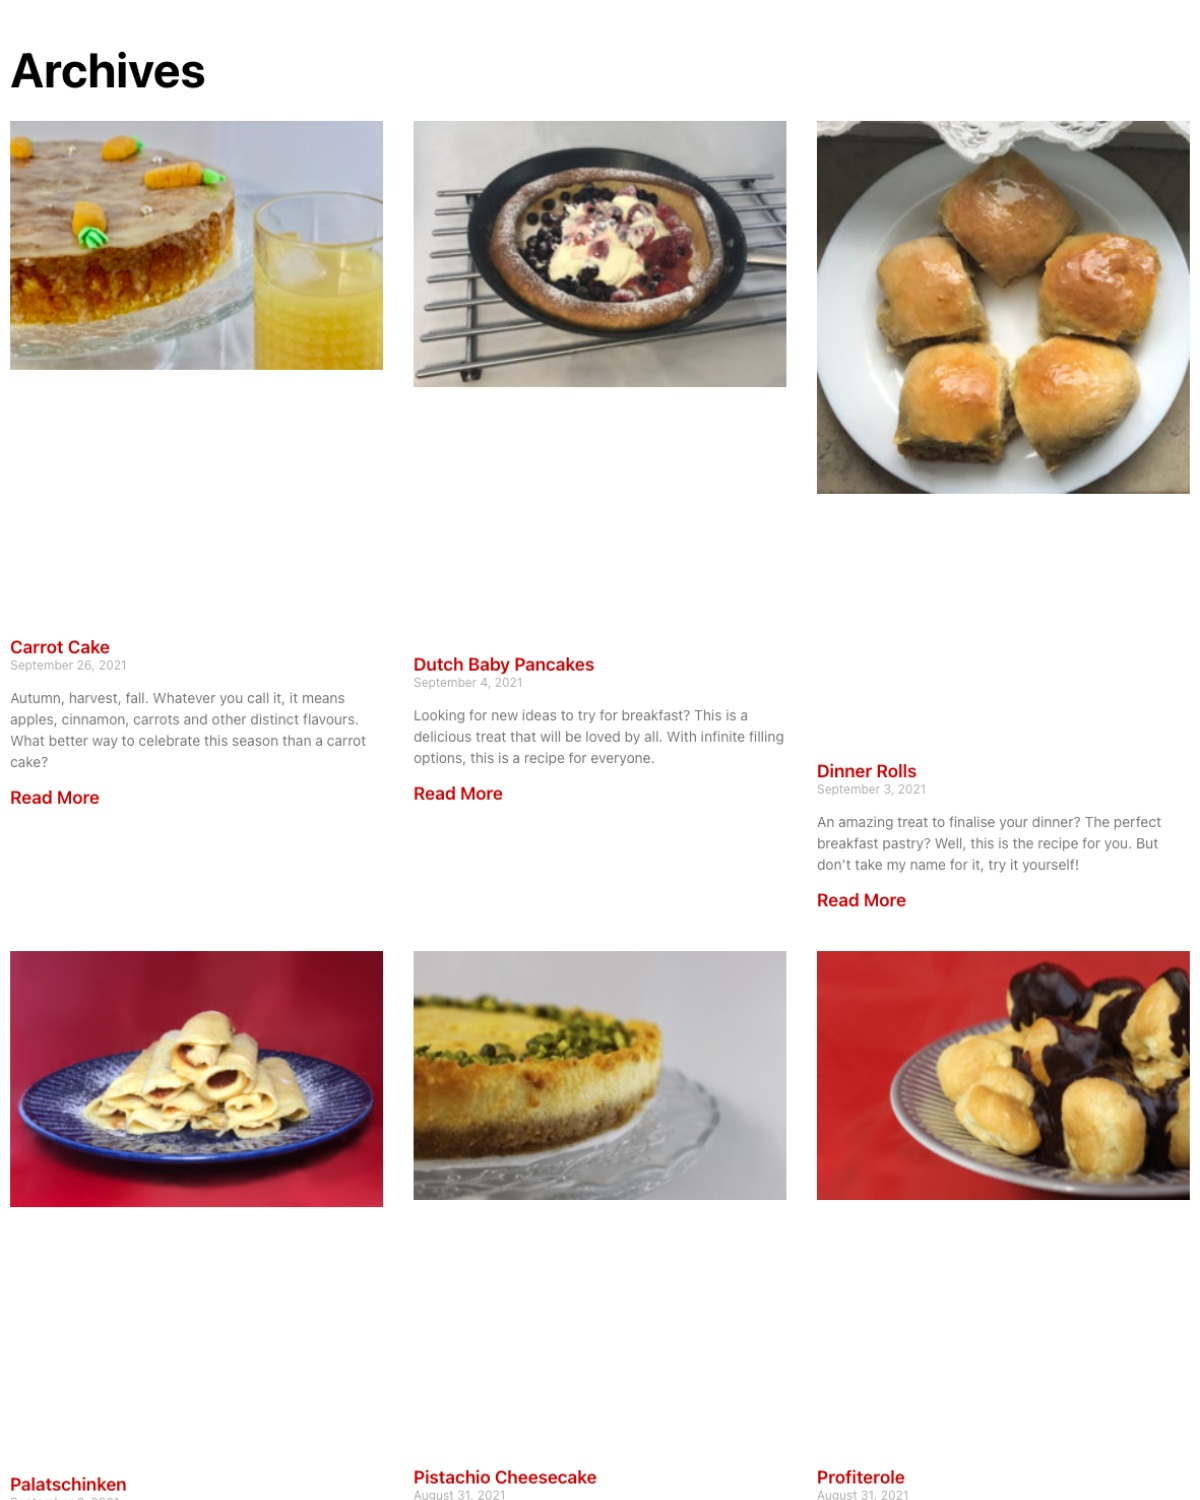 Archives
Carrot Cake
September 26, 2021
Autumn, harvest, fall. Whatever you call it, it means
apples, cinnamon, carrots and other distinct flavours.
What better way to celebrate this season than a carrot
cake?
Read More
Dutch Baby Pancakes
September 4, 2021
Looking for new ideas to try for breakfast? This is a
delicious treat that will be loved by all. With infinite filling
options, this is a recipe for everyone.
Read More
Dinner Rolls
September 3, 2021
An amazing treat to finalise your dinner? The perfect
breakfast pastry? Well, this is the recipe for you. But
don't take my name for it, try it yourself!
Read More
Palatschinken
Pistachio Cheesecake
August 31, 2021
Profiterole
August 31, 2021